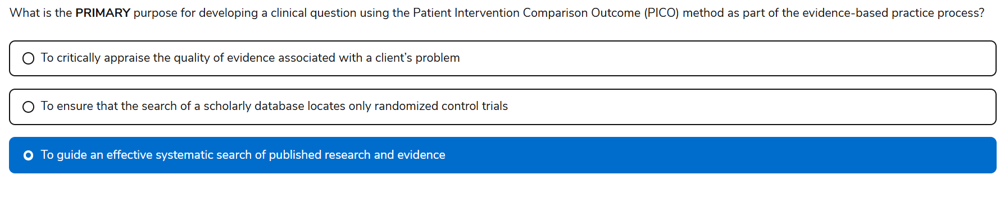 What is the PRIMARY purpose for developing a clinical question using the Patient Intervention Comparison Outcome (PICO) method as part of the evidence-based practice process?
To critically appraise the quality of evidence associated with a client’s problem
To ensure that the search of a scholarly database locates only randomized control trials
To guide an effective systematic search of published research and evidence